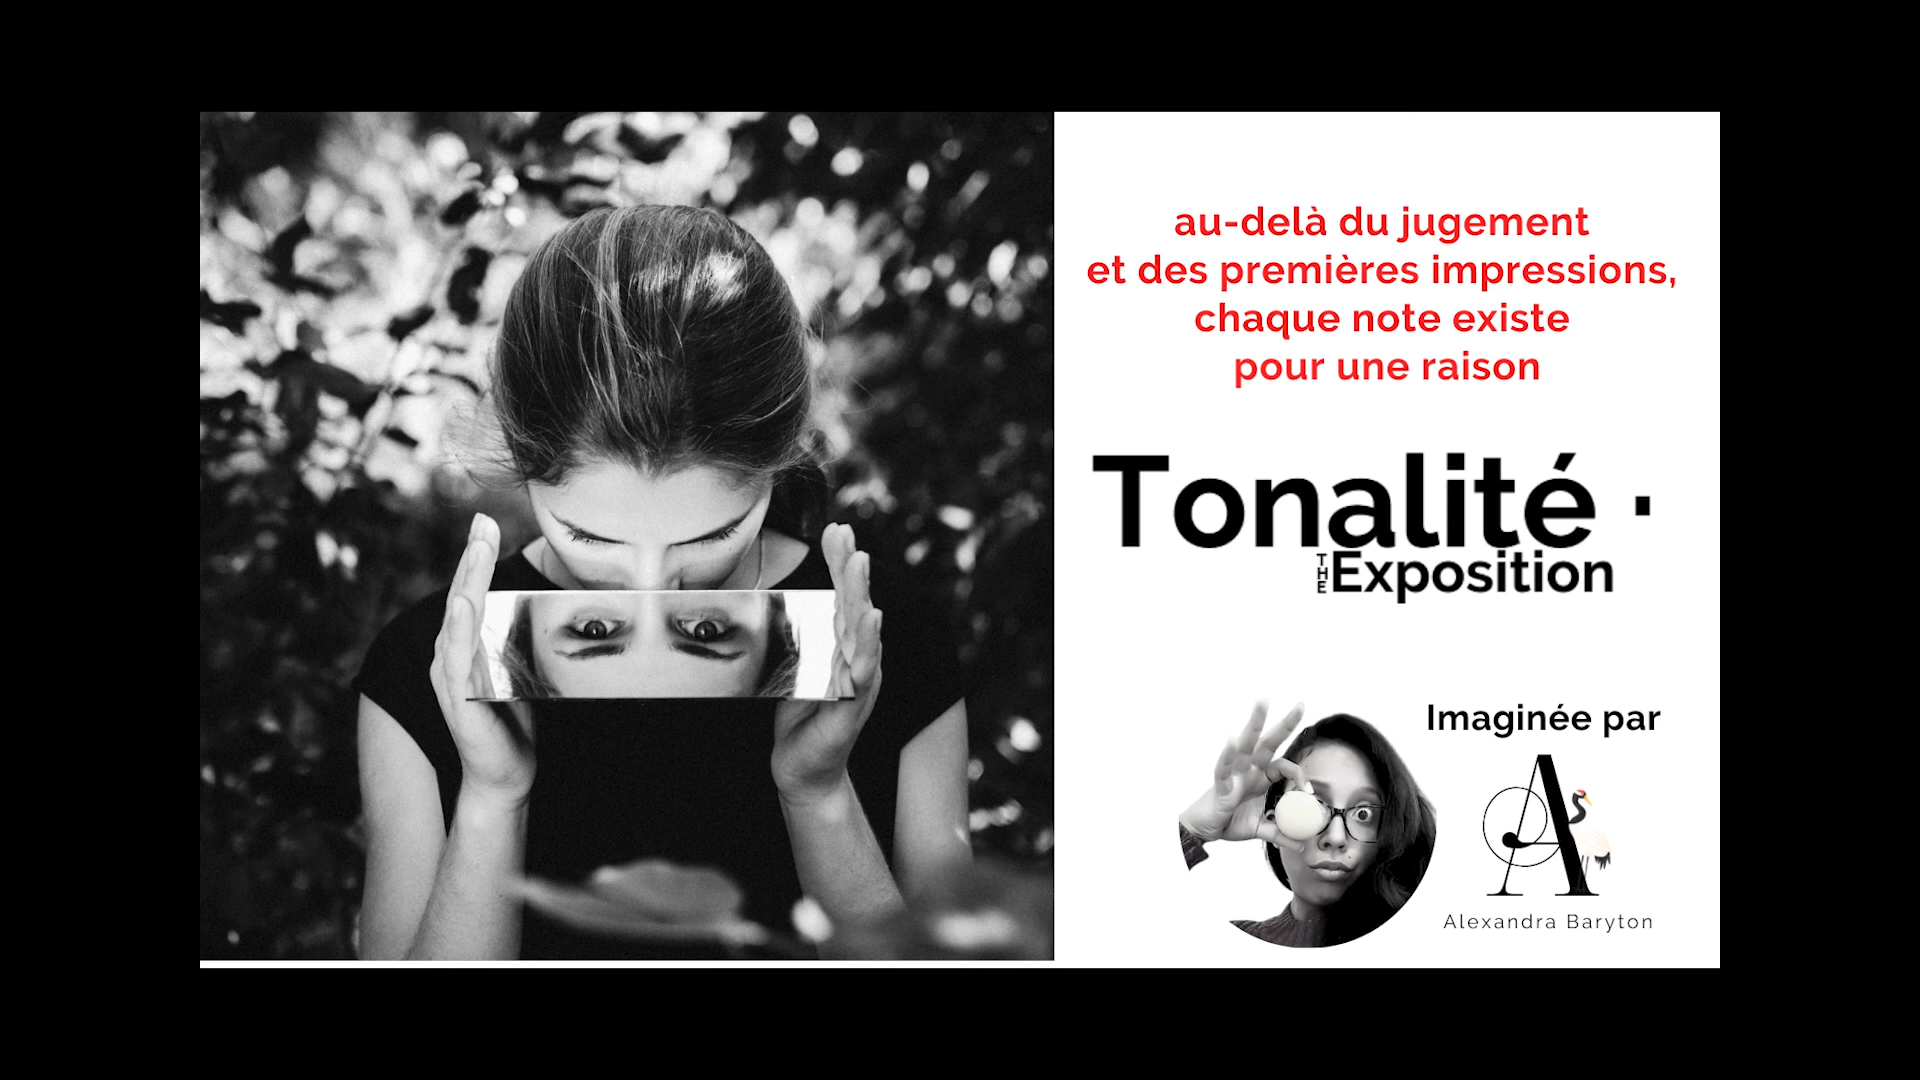 au-delà du jugement
et des premières impressions,
chaque note existe
pour une raison
Tonalité ·
THE Exposition
Imaginée par
A
Alexandra Baryton